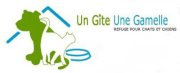 Un Gîte Une Gamelle
REFUGE POUR CHATS ET CHIENS